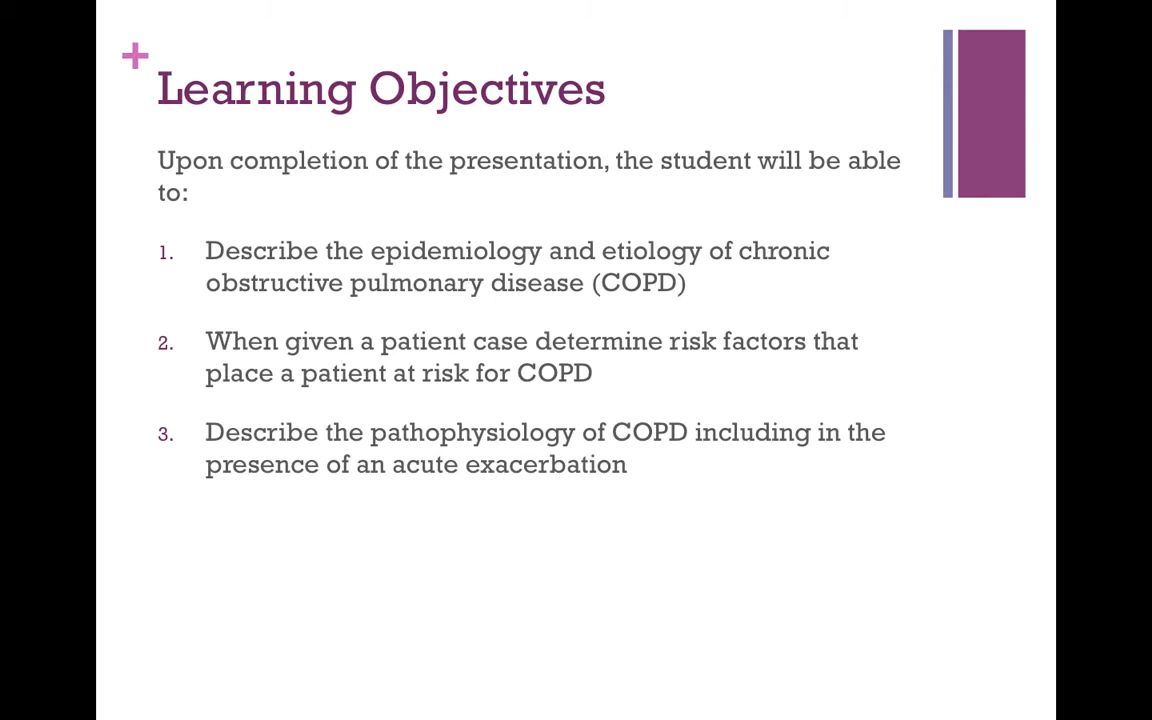 +
Learning Objectives
Upon completion of the presentation, the student will be able
to:
1. Describe the epidemiology and etiology of chronic
obstructive pulmonary disease (COPD)
2. When given a patient case determine risk factors that
place a patient at risk for COPD
3. Describe the pathophysiology of COPD including in the
presence of an acute exacerbation